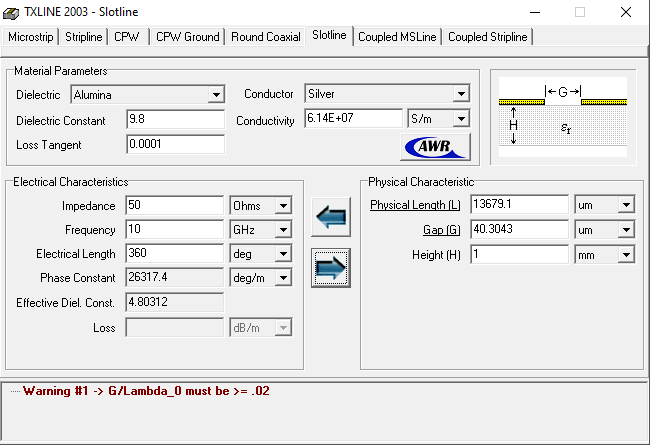 TXLINE 2003 - Slotline
Microstrip Stripline CPW CPW Ground Round Coaxial Slotline Coupled MSLine Coupled Stripline
Material Parameters
Dielectric Alumina Conductor Silver
Dielectric Constant 9.8 Conductivity 6.14E+07 S/m
Loss Tangent 0.0001 AWR
G
H εr
Electrical Characteristics
Impedance 50 Ohms
Frequency 10 GHz
Electrical Length 360 deg
Phase Constant 26317.4 deg/m
Effective Diel. Const. 4.80312
Loss dB/m
Physical Characteristic
Physical Length (L) 13679.1 um
Gap (G) 40.3043 um
Height (H) 1 mm
Warning #1 -> G/Lambda_0 must be >= .02